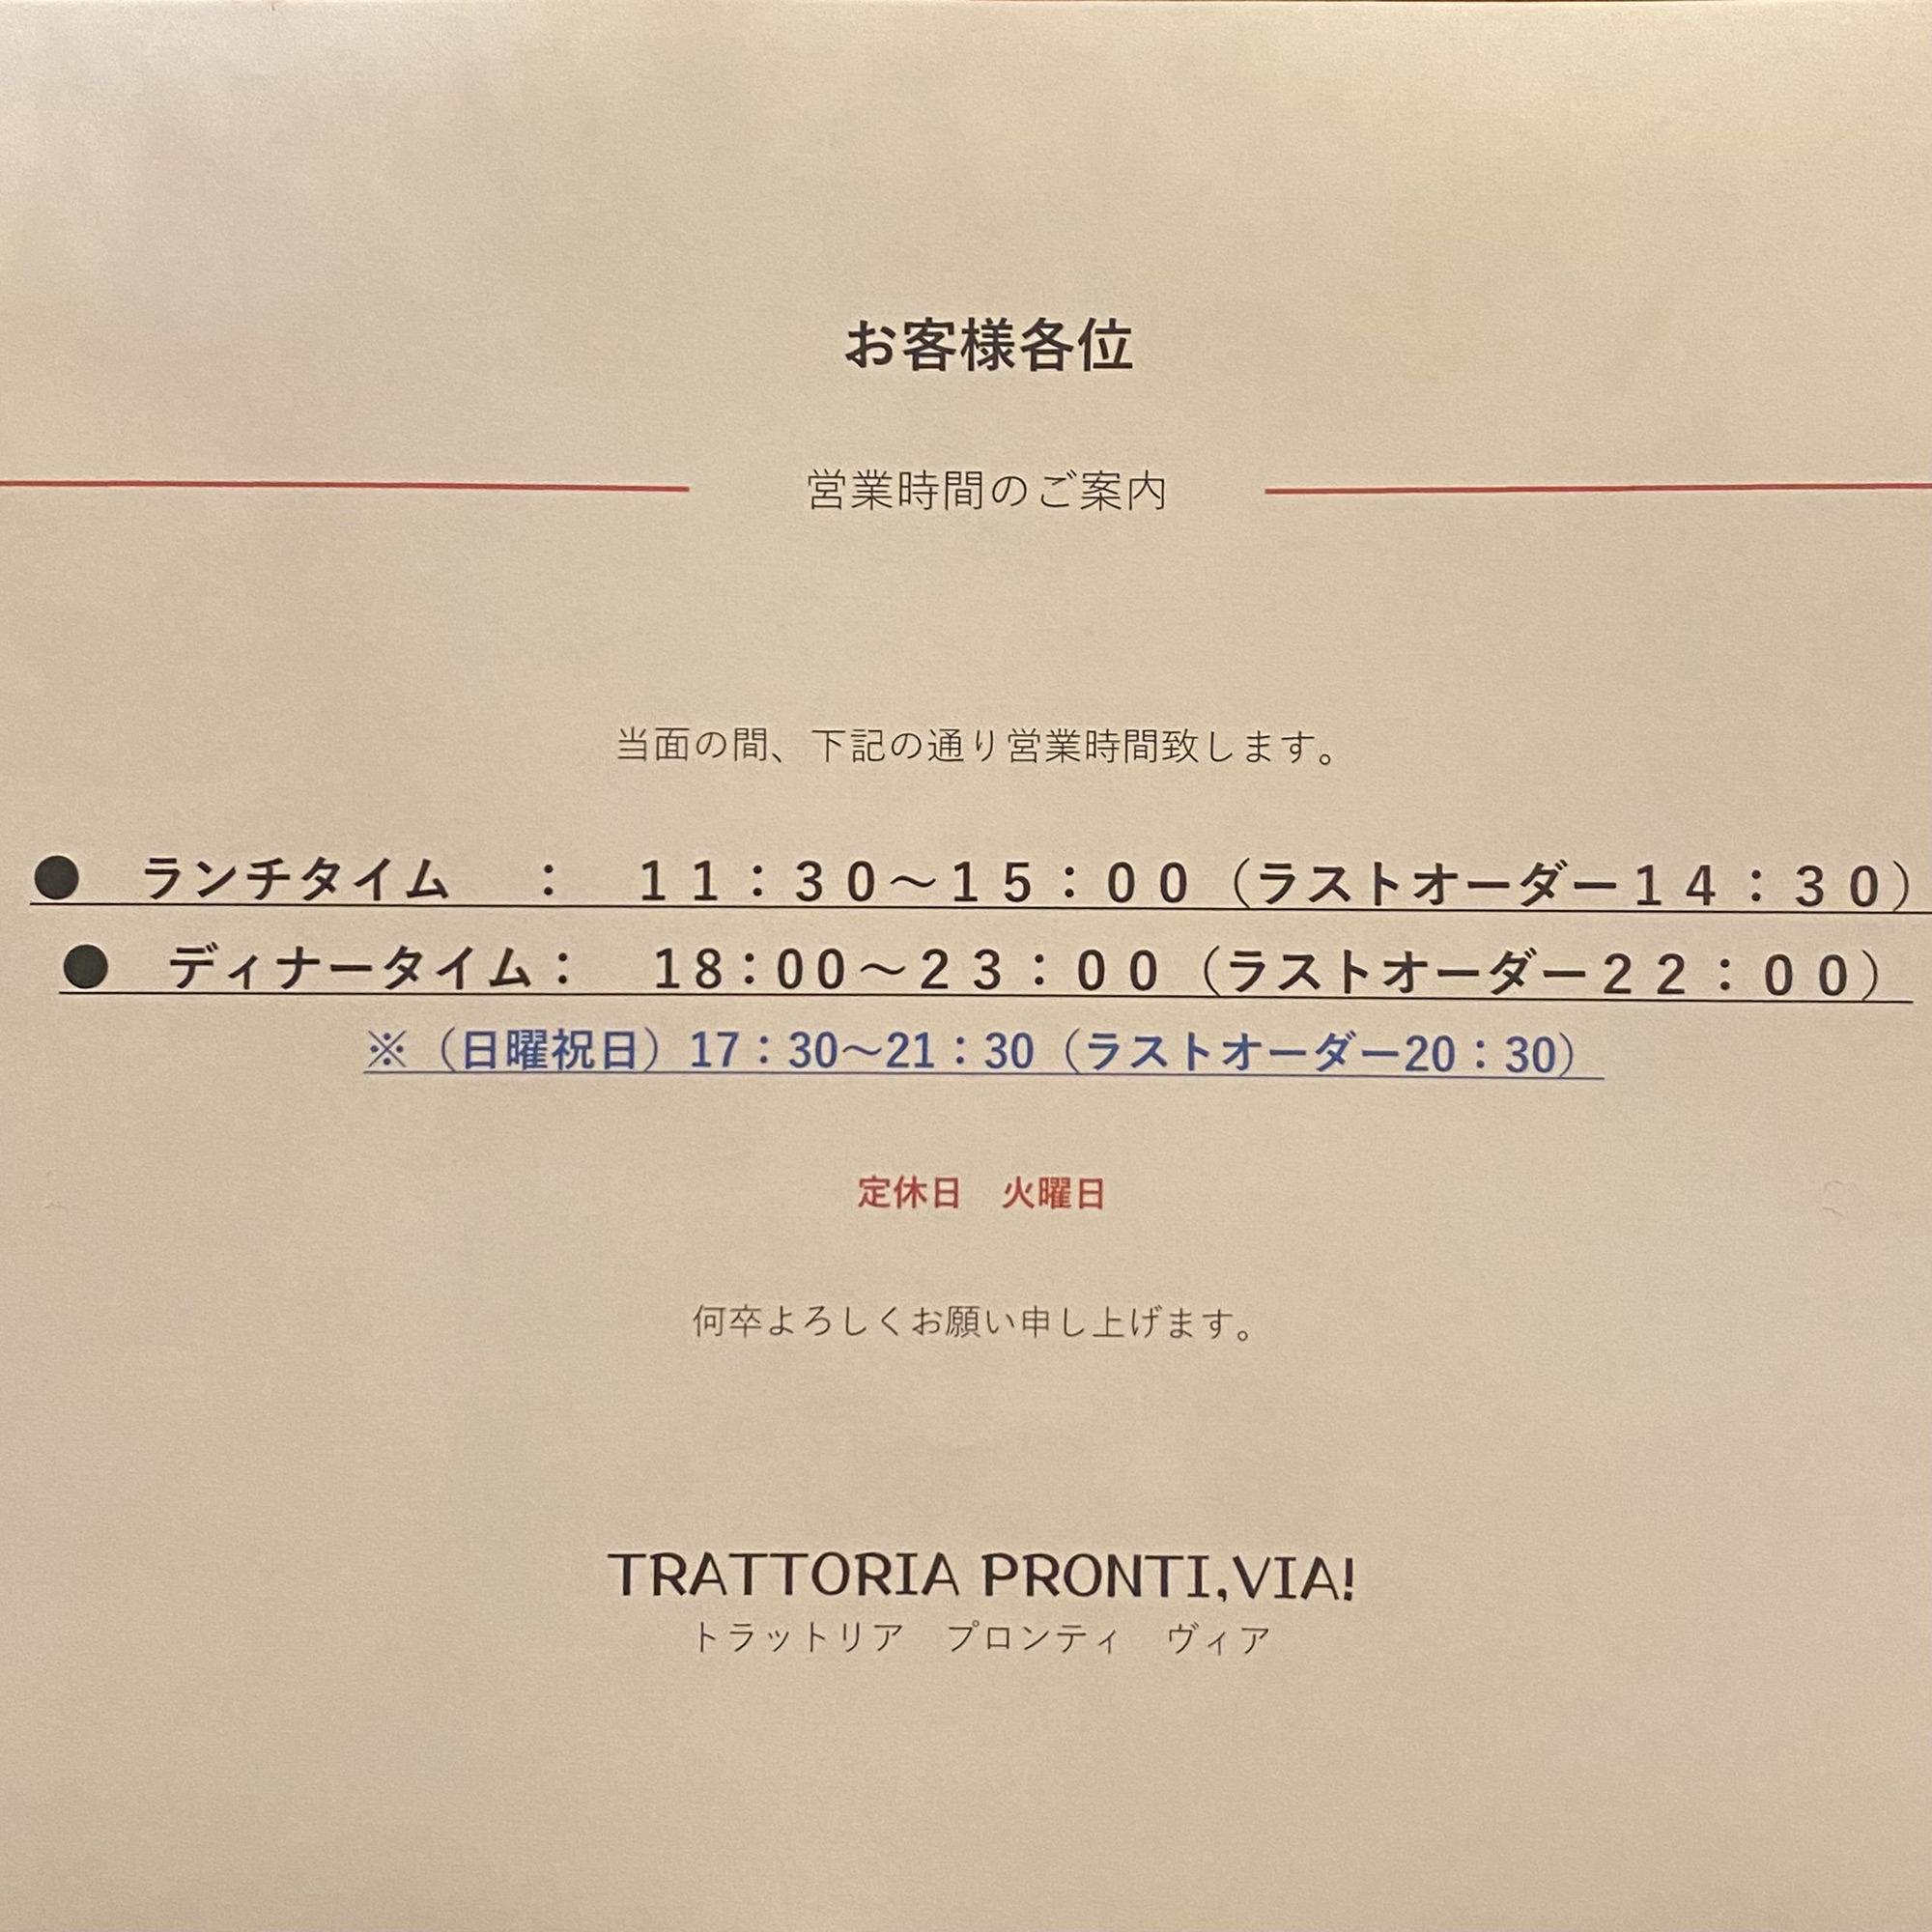 お客様各位
営業時間のご案内
当面の間、下記の通り営業時間致します。
●　ランチタイム　：　１１：３０～１５：００（ラストオーダー１４：３０）
●　ディナータイム：　18：00～２３：００（ラストオーダー２２：００）
※（日曜祝日）17：30～21：30（ラストオーダー20：30）
定休日　火曜日
何卒よろしくお願い申し上げます。
TRATTORIA PRONTI,VIA!
トラットリア　プロンティ　ヴィア